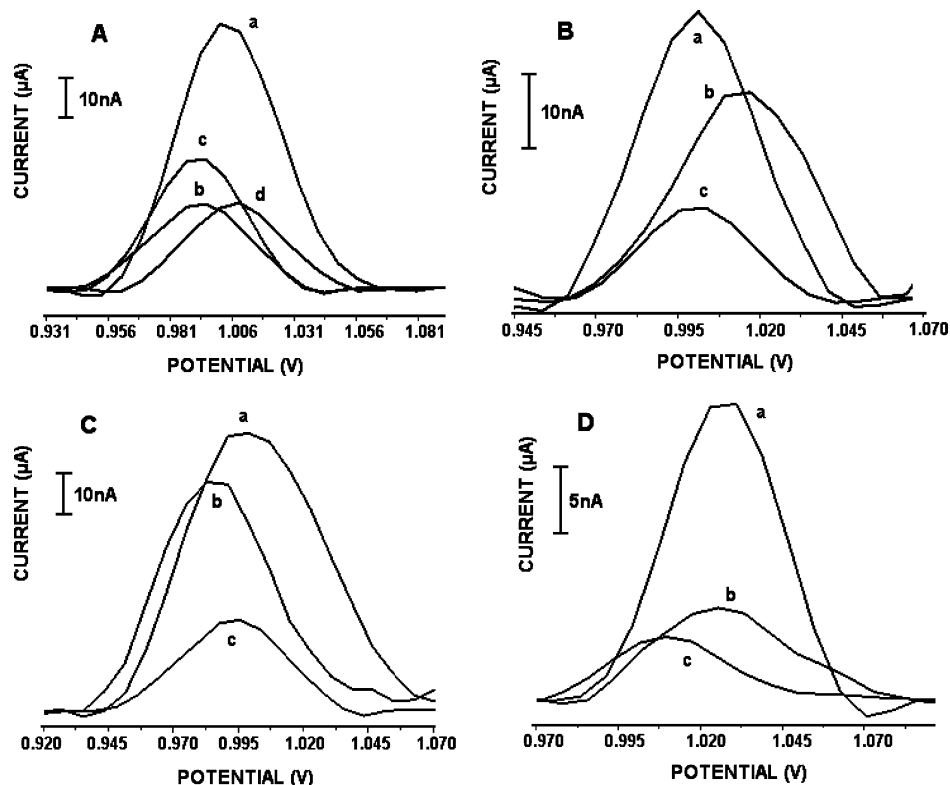 A
a
CURRENT (µA)
10nA
c
b
d
0.931 0.956 0.981 1.006 1.031 1.056 1.081
POTENTIAL (V)
B
a
CURRENT (µA)
10nA
b
c
0.945 0.970 0.995 1.020 1.045 1.070
POTENTIAL (V)
C
a
CURRENT (µA)
10nA
b
c
0.920 0.945 0.970 0.995 1.020 1.045 1.070
POTENTIAL (V)
D
a
CURRENT (µA)
5nA
b
c
0.970 0.995 1.020 1.045 1.070
POTENTIAL (V)